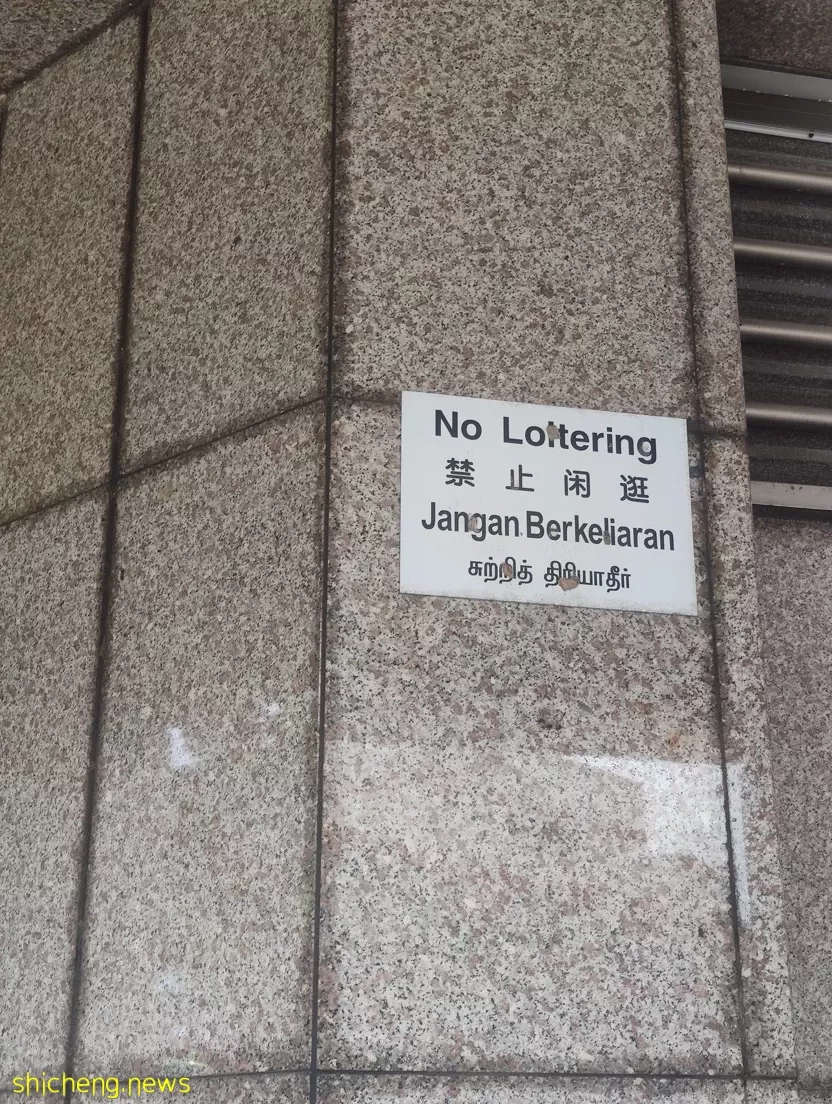 No Loitering
禁止闲逛
Jangan Berkeliaran
சுற்றித் திரியாதீர்
shicheng.news